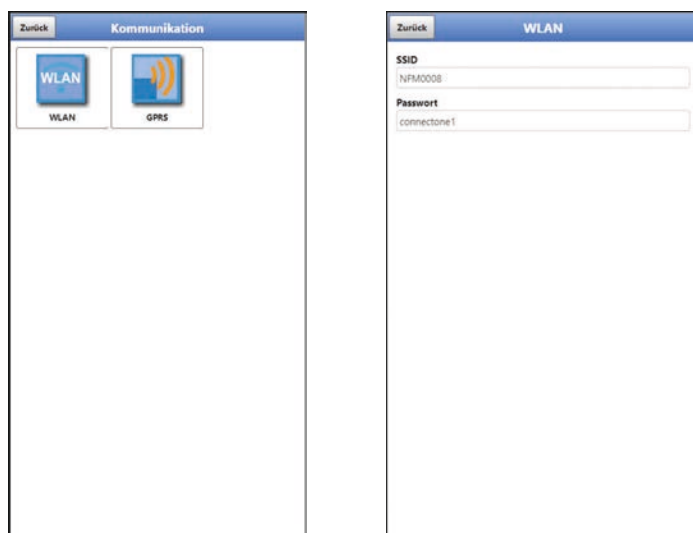 Zurück
Kommunikation
WLAN
WLAN
GPRS
Zurück
WLAN
SSID
NFM0008
Passwort
connectone1